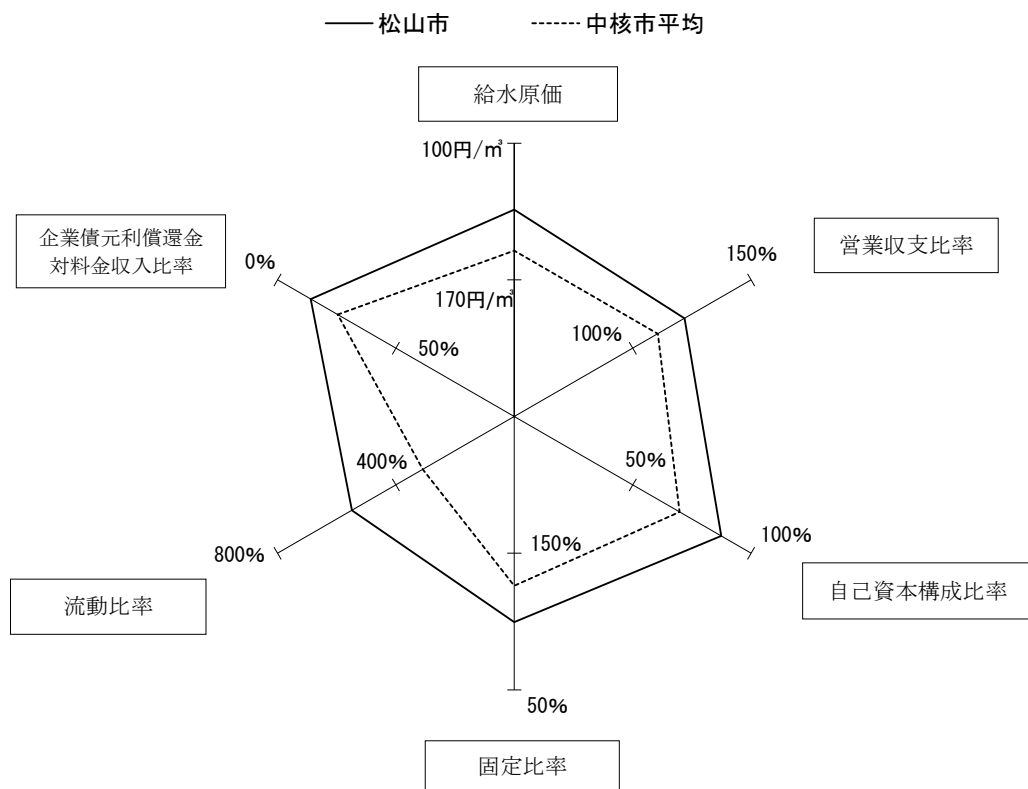 松山市 中核市平均
給水原価
100円/㎥
170円/㎥
営業収支比率
150%
100%
企業債元利償還金
対料金収入比率
0%
50%
50%
100%
自己資本構成比率
400%
800%
流動比率
150%
50%
固定比率